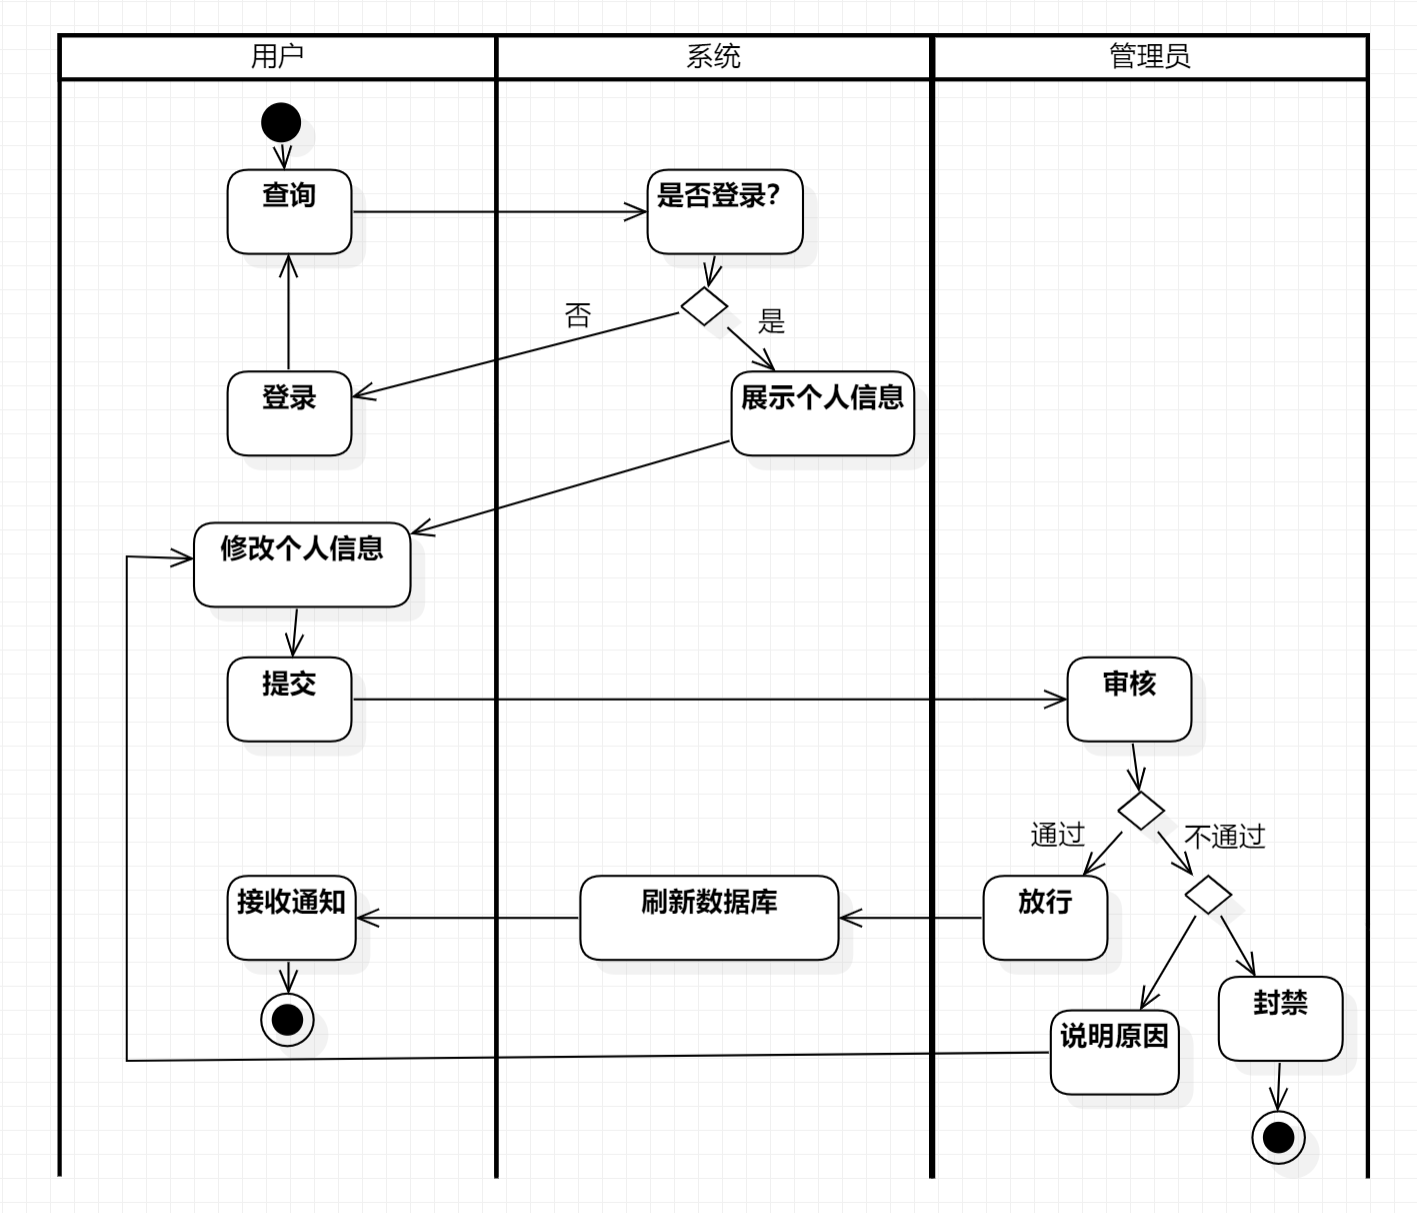 用户
系统
管理员
查询
是否登录?
否
是
登录
展示个人信息
修改个人信息
提交
审核
通过
不通过
接收通知
刷新数据库
放行
封禁
说明原因